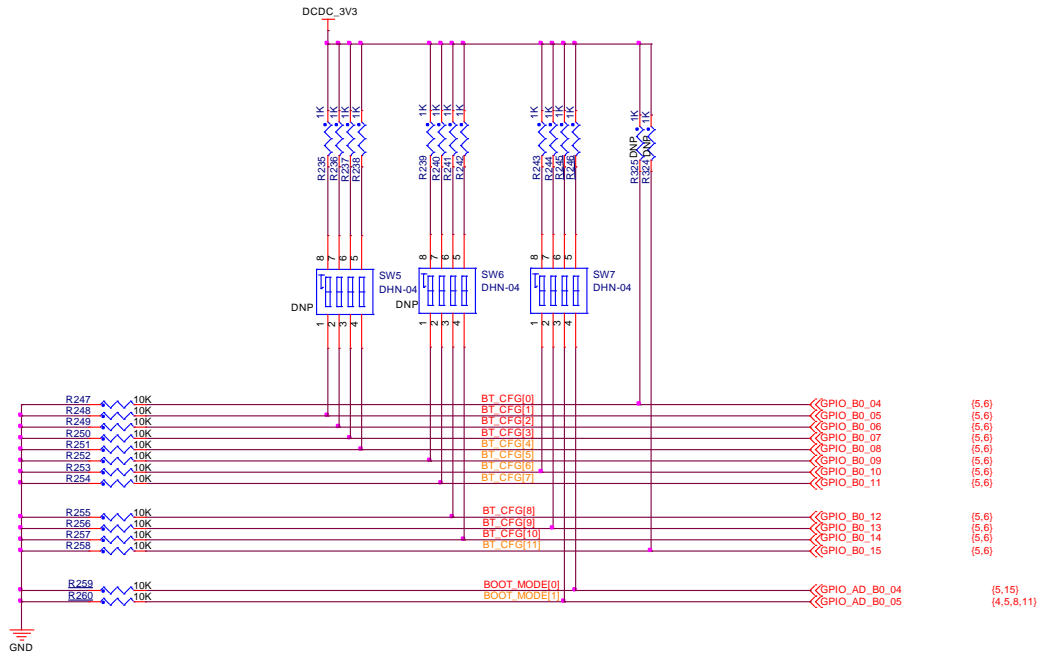 DCDC_3V3
1K 1K 1K 1K 1K 1K 1K 1K 1K 1K 1K 1K 1K 1K
DNP DNP
R235 R236 R237 R238 R239 R240 R241 R242 R243 R244 R245 R246 R325 R324
8 7 6 5 8 7 6 5 8 7 6 5
SW5 SW6 SW7
DHN-04 DHN-04 DHN-04
DNP DNP
1 2 3 4 1 2 3 4 1 2 3 4
R247 10K BT_CFG[0] GPIO_B0_04 {5,6}
R248 10K BT_CFG[1] GPIO_B0_05 {5,6}
R249 10K BT_CFG[2] GPIO_B0_06 {5,6}
R250 10K BT_CFG[3] GPIO_B0_07 {5,6}
R251 10K BT_CFG[4] GPIO_B0_08 {5,6}
R252 10K BT_CFG[5] GPIO_B0_09 {5,6}
R253 10K BT_CFG[6] GPIO_B0_10 {5,6}
R254 10K BT_CFG[7] GPIO_B0_11 {5,6}
R255 10K BT_CFG[8] GPIO_B0_12 {5,6}
R256 10K BT_CFG[9] GPIO_B0_13 {5,6}
R257 10K BT_CFG[10] GPIO_B0_14 {5,6}
R258 10K BT_CFG[11] GPIO_B0_15 {5,6}
R259 10K BOOT_MODE[0] GPIO_AD_B0_04 {5,15}
R260 10K BOOT_MODE[1] GPIO_AD_B0_05 {4,5,8,11}
GND